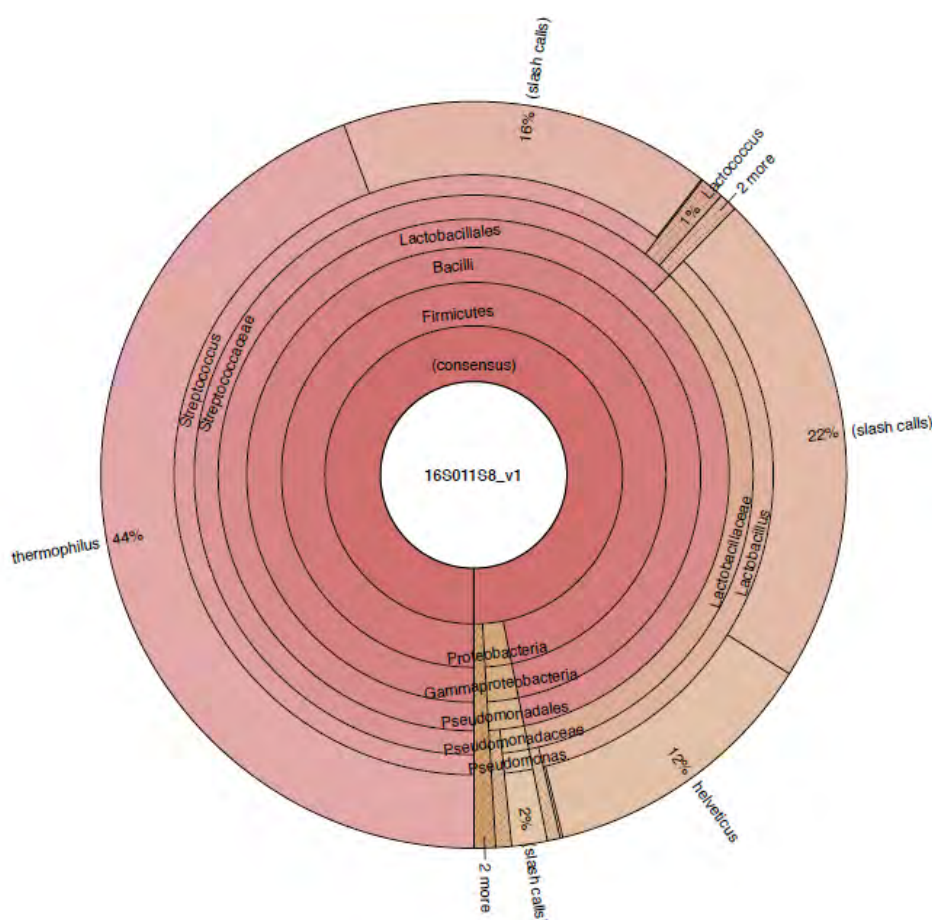 16% (slash calls)
1% Lactococcus
2 more
Lactobacillales
Bacilli
Firmicutes
(consensus)
Streptococcus
Streptococcaceae
16S011S8_v1
22% (slash calls)
thermophilus 44%
Lactobacillaceae
Lactobacillus
Proteobacteria
Gammaproteobacteria
Pseudomonadales
Pseudomonadaceae
Pseudomonas
12% helveticus
2% (slash calls)
2 more